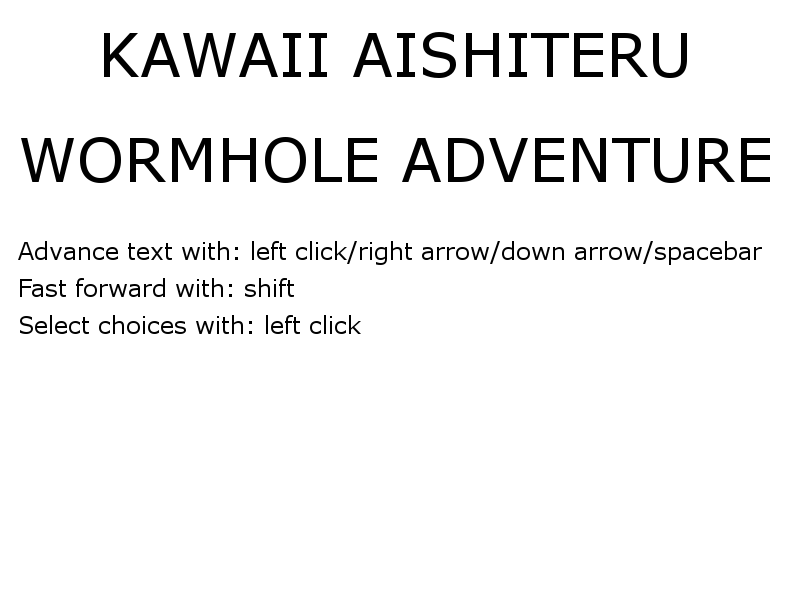 KAWAII AISHITERU
WORMHOLE ADVENTURE
Advance text with: left click/right arrow/down arrow/spacebar
Fast forward with: shift
Select choices with: left click